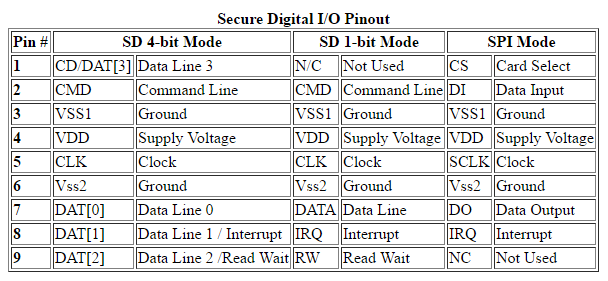 Secure Digital I/O Pinout
Pin # SD 4-bit Mode SD 1-bit Mode SPI Mode
1 CD/DAT[3] Data Line 3 N/C Not Used CS Card Select
2 CMD Command Line CMD Command Line DI Data Input
3 VSS1 Ground VSS1 Ground VSS1 Ground
4 VDD Supply Voltage VDD Supply Voltage VDD Supply Voltage
5 CLK Clock CLK Clock SCLK Clock
6 Vss2 Ground Vss2 Ground Vss2 Ground
7 DAT[0] Data Line 0 DATA Data Line DO Data Output
8 DAT[1] Data Line 1 / Interrupt IRQ Interrupt IRQ Interrupt
9 DAT[2] Data Line 2 /Read Wait RW Read Wait NC Not Used